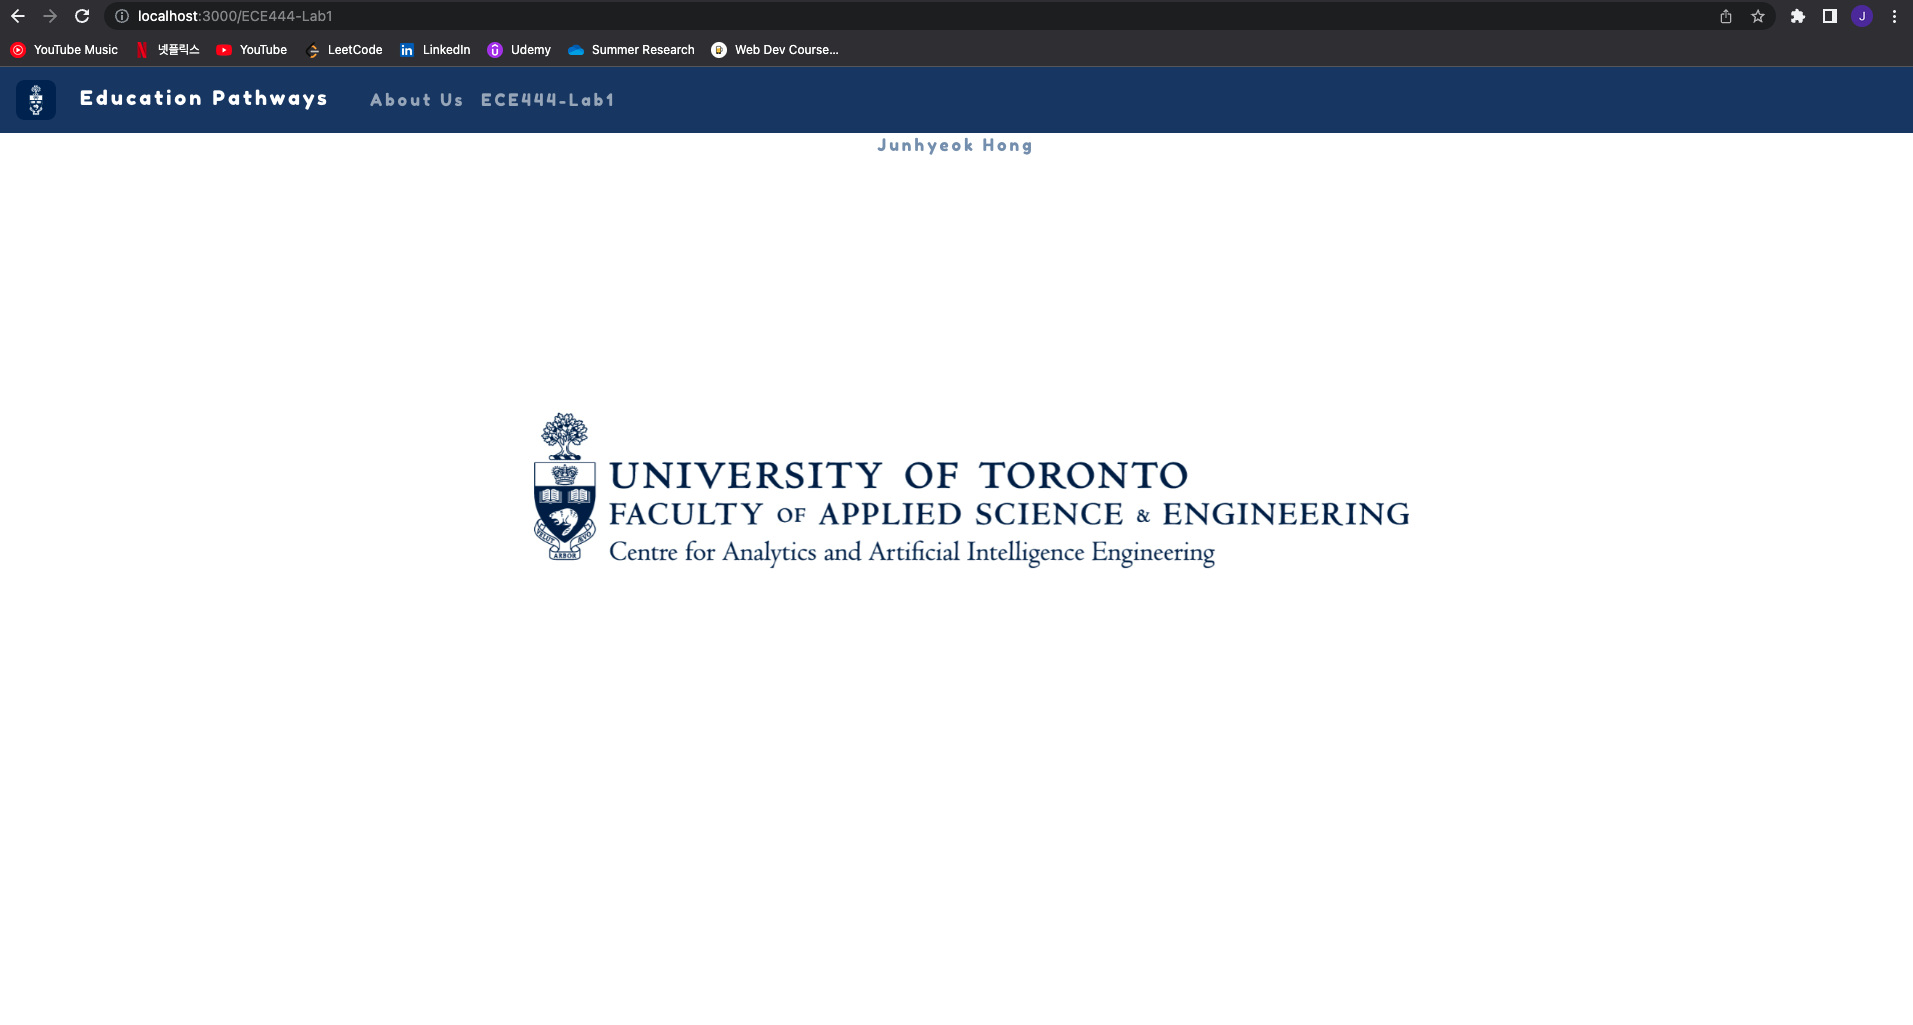 localhost:3000/ECE444-Lab1
J
YouTube Music 넷플릭스 YouTube LeetCode LinkedIn Udemy Summer Research Web Dev Course...
Education Pathways About Us ECE444-Lab1
Junhyeok Hong
UNIVERSITY OF TORONTO
FACULTY OF APPLIED SCIENCE & ENGINEERING
Centre for Analytics and Artificial Intelligence Engineering
VELUT ARBOR ÆVO